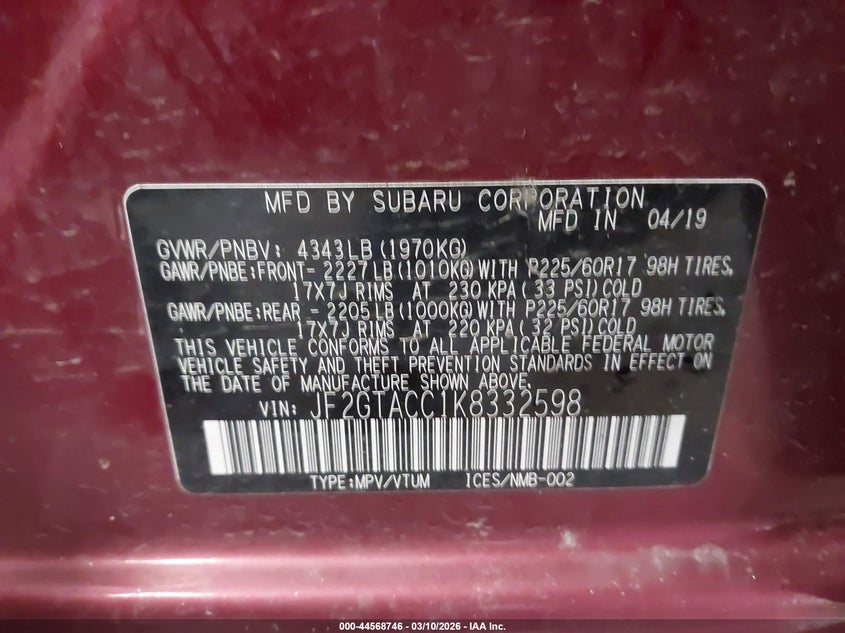 MFD BY SUBARU CORPORATION
MFD IN 04/19
GVWR/PNBV: 4343LB(1970KG)
GAWR/PNBE:FRONT- 2227LB(1010KG)WITH P225/60R17 98H TIRES,
17X7J RIMS AT 230 KPA(33 PSI)COLD
GAWR/PNBE:REAR - 2205LB(1000KG)WITH P225/60R17 98H TIRES,
17X7J RIMS AT 220 KPA(32 PSI)COLD
THIS VEHICLE CONFORMS TO ALL APPLICABLE FEDERAL MOTOR
VEHICLE SAFETY AND THEFT PREVENTION STANDARDS IN EFFECT ON
THE DATE OF MANUFACTURE SHOWN ABOVE.
VIN: JF2GTACC1K8332598
TYPE:MPV/VTUM ICES/NMB-002
000-44568746 — 03/10/2026 — IAA Inc.